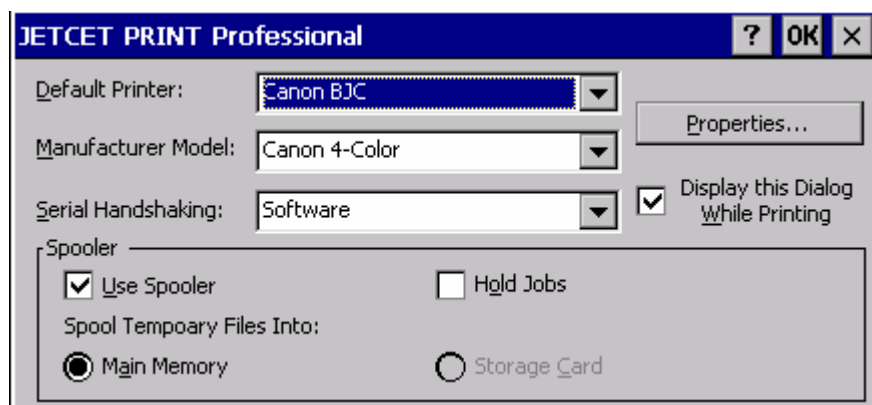 JETCET PRINT Professional ? OK ×
Default Printer: Canon BJC
Properties...
Manufacturer Model: Canon 4-Color
Serial Handshaking: Software
Display this Dialog
While Printing
Spooler
Use Spooler Hold Jobs
Spool Tempoary Files Into:
Main Memory Storage Card